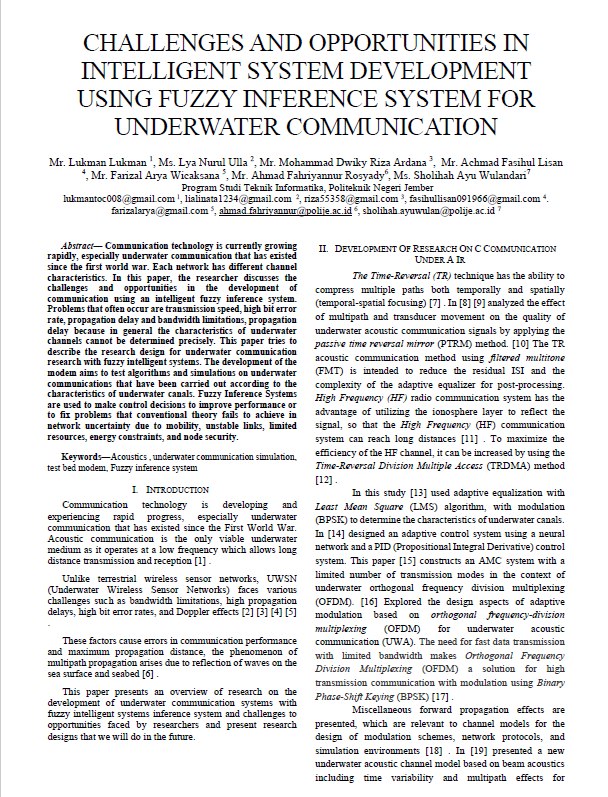 CHALLENGES AND OPPORTUNITIES IN
INTELLIGENT SYSTEM DEVELOPMENT
USING FUZZY INFERENCE SYSTEM FOR
UNDERWATER COMMUNICATION
Mr. Lukman Lukman 1, Ms. Lya Nurul Ulla 2, Mr. Mohammad Dwiky Riza Ardana 3, Mr. Achmad Fasihul Lisan
4, Mr. Farizal Arya Wicaksana 5, Mr. Ahmad Fahriyannur Rosyady6, Ms. Sholihah Ayu Wulandari7
Program Studi Teknik Informatika, Politeknik Negeri Jember
lukmantoc008@gmail.com 1, lialinata1234@gmail.com 2, riza55358@gmail.com 3, fasihullisan091966@gmail.com 4.
farizalarya@gmail.com 5, ahmad.fahriyannur@polije.ac.id 6, sholihah.ayuwulan@polije.ac.id 7
Abstract— Communication technology is currently growing
rapidly, especially underwater communication that has existed
since the first world war. Each network has different channel
characteristics. In this paper, the researcher discusses the
challenges and opportunities in the development of
communication using an intelligent fuzzy inference system.
Problems that often occur are transmission speed, high bit error
rate, propagation delay and bandwidth limitations, propagation
delay because in general the characteristics of underwater
channels cannot be determined precisely. This paper tries to
describe the research design for underwater communication
research with fuzzy intelligent systems. The development of the
modem aims to test algorithms and simulations on underwater
communications that have been carried out according to the
characteristics of underwater canals. Fuzzy Inference Systems
are used to make control decisions to improve performance or
to fix problems that conventional theory fails to achieve in
network uncertainty due to mobility, unstable links, limited
resources, energy constraints, and node security.
Keywords—Acoustics , underwater communication simulation,
test bed modem, Fuzzy inference system
I. INTRODUCTION
Communication technology is developing and
experiencing rapid progress, especially underwater
communication that has existed since the First World War.
Acoustic communication is the only viable underwater
medium as it operates at a low frequency which allows long
distance transmission and reception [1] .
Unlike terrestrial wireless sensor networks, UWSN
(Underwater Wireless Sensor Networks) faces various
challenges such as bandwidth limitations, high propagation
delays, high bit error rates, and Doppler effects [2] [3] [4] [5]
.
These factors cause errors in communication performance
and maximum propagation distance, the phenomenon of
multipath propagation arises due to reflection of waves on the
sea surface and seabed [6] .
This paper presents an overview of research on the
development of underwater communication systems with
fuzzy intelligent systems inference system and challenges to
opportunities faced by researchers and present research
designs that we will do in the future.
II. DEVELOPMENT OF RESEARCH ON C COMMUNICATION
UNDER A IR
The Time-Reversal (TR) technique has the ability to
compress multiple paths both temporally and spatially
(temporal-spatial focusing) [7] . In [8] [9] analyzed the effect
of multipath and transducer movement on the quality of
underwater acoustic communication signals by applying the
passive time reversal mirror (PTRM) method. [10] The TR
acoustic communication method using filtered multitone
(FMT) is intended to reduce the residual ISI and the
complexity of the adaptive equalizer for post-processing.
High Frequency (HF) radio communication system has the
advantage of utilizing the ionosphere layer to reflect the
signal, so that the High Frequency (HF) communication
system can reach long distances [11] . To maximize the
efficiency of the HF channel, it can be increased by using the
Time-Reversal Division Multiple Access (TRDMA) method
[12] .
In this study [13] used adaptive equalization with
Least Mean Square (LMS) algorithm, with modulation
(BPSK) to determine the characteristics of underwater canals.
In [14] designed an adaptive control system using a neural
network and a PID (Propositional Integral Derivative) control
system. This paper [15] constructs an AMC system with a
limited number of transmission modes in the context of
underwater orthogonal frequency division multiplexing
(OFDM). [16] Explored the design aspects of adaptive
modulation based on orthogonal frequency-division
multiplexing (OFDM) for underwater acoustic
communication (UWA). The need for fast data transmission
with limited bandwidth makes Orthogonal Frequency
Division Multiplexing (OFDM) a solution for high
transmission communication with modulation using Binary
Phase-Shift Keying (BPSK) [17] .
Miscellaneous forward propagation effects are
presented, which are relevant to channel models for the
design of modulation schemes, network protocols, and
simulation environments [18] . In [19] presented a new
underwater acoustic channel model based on beam acoustics
including time variability and multipath effects for